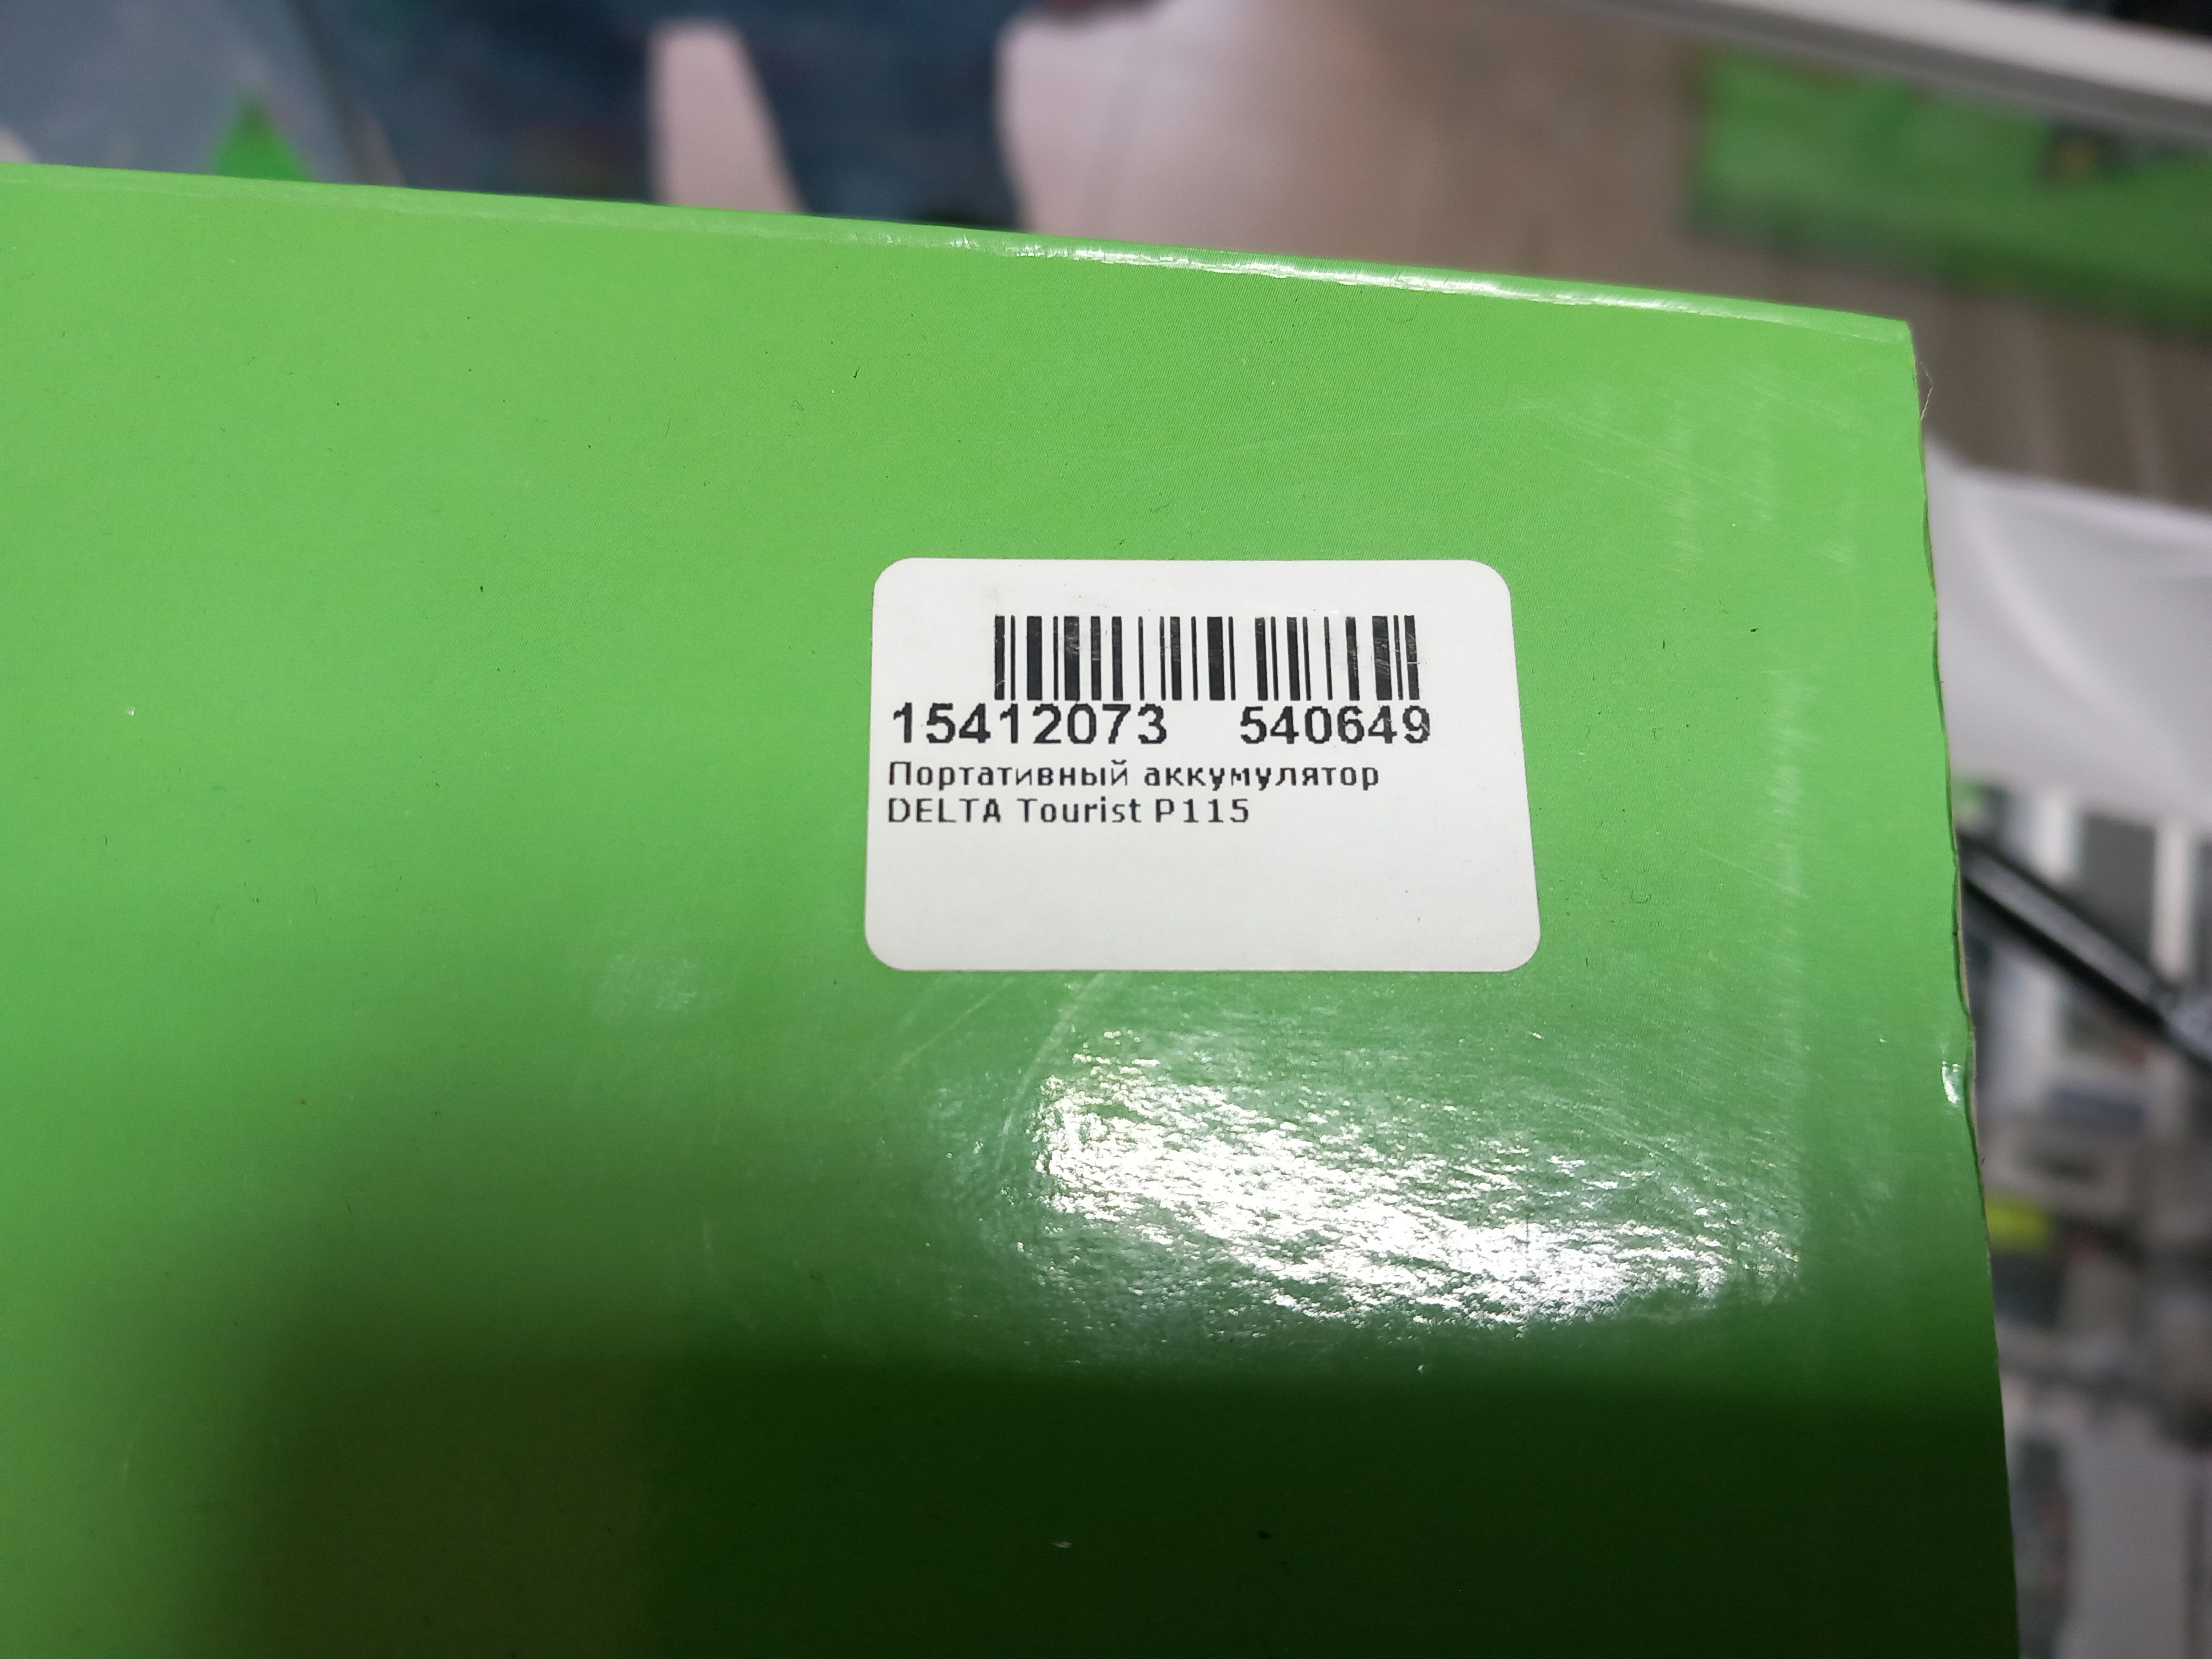 15412073 540649
Портативный аккумулятор
DELTA Tourist P115